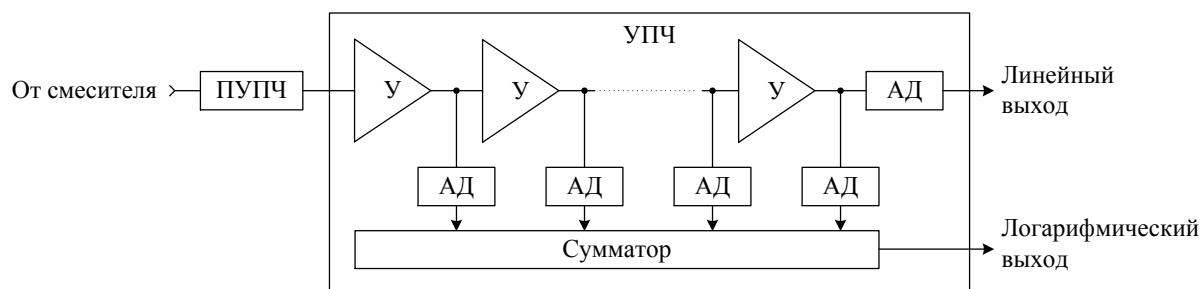 УПЧ
От смесителя
ПУПЧ
У
У
У
АД
Линейный
выход
АД
АД
АД
АД
Сумматор
Логарифмический
выход